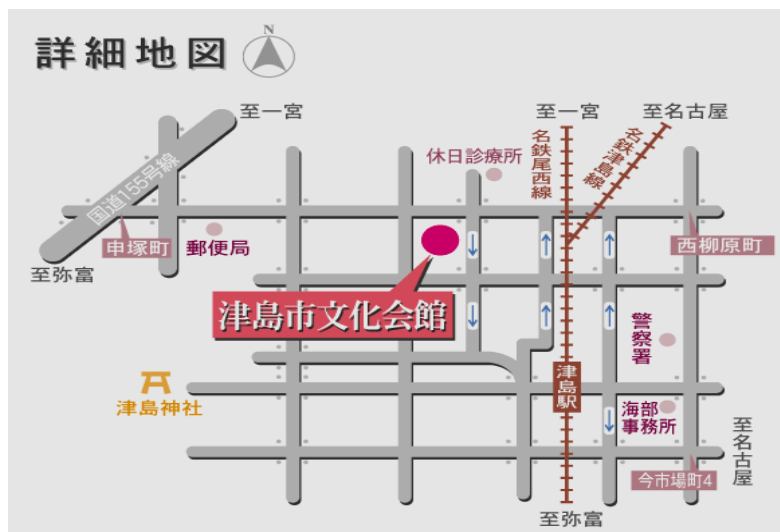 詳細地図
至一宮
至一宮
至名古屋
国道155号線
休日診療所
名鉄尾西線
名鉄津島線
申塚町
郵便局
西柳原町
至弥富
津島市文化会館
警察署
津島神社
津島駅
海部
事務所
至名古屋
今市場町4
至弥富